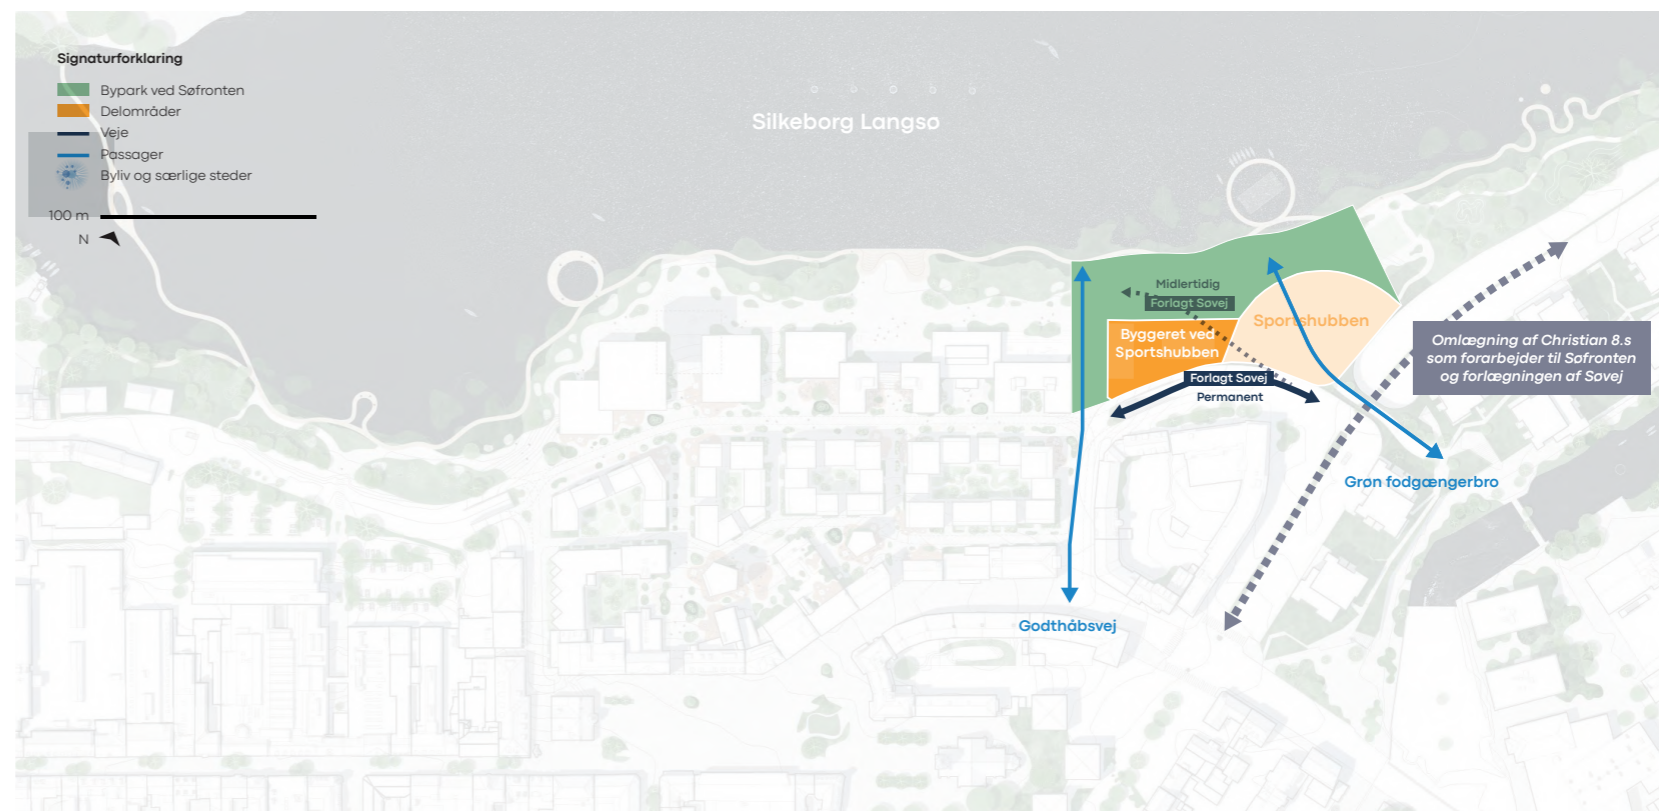 Signaturforklaring
Bypark ved Søfronten
Delområder
Veje
Passager
Byliv og særlige steder
100 m
N
Silkeborg Langsø
Midlertidig
Forlagt Søvej
Sportshubben
Byggeret ved
Sportshubben
Forlagt Søvej
Permanent
Omlægning af Christian 8.s
som forarbejder til Søfronten
og forlægningen af Søvej
Grøn fodgængerbro
Godthåbsvej